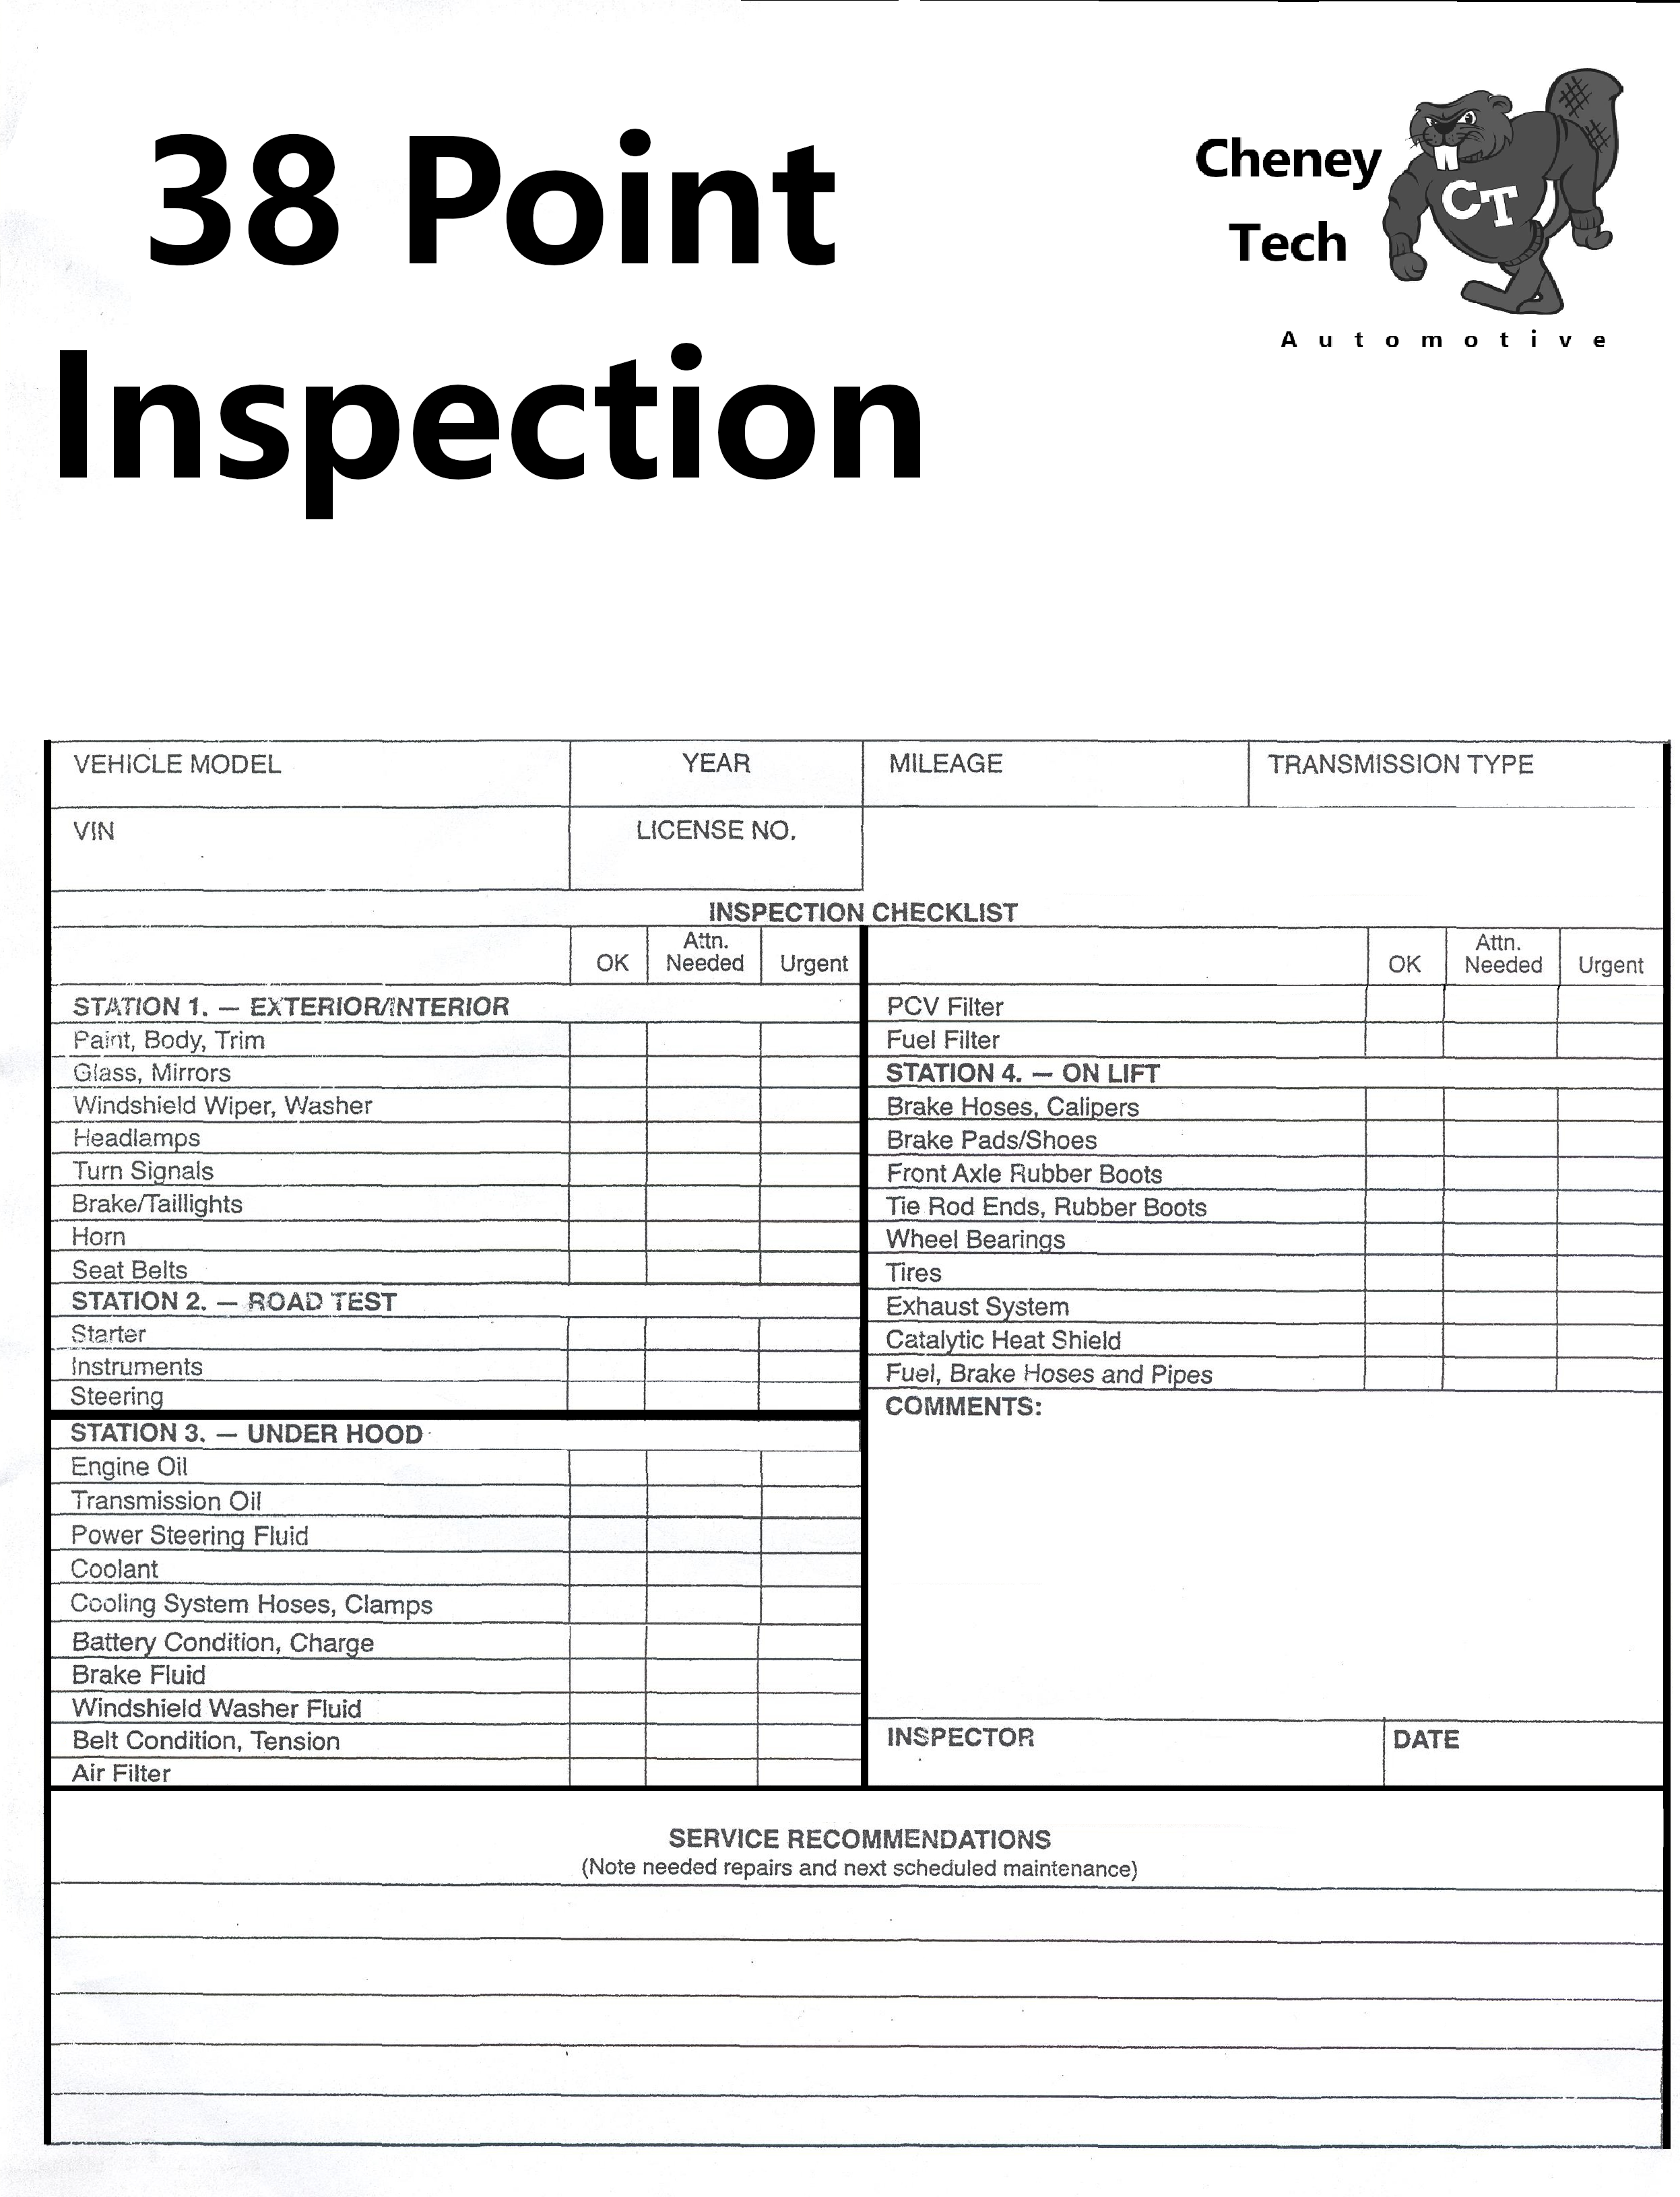 38 Point
Inspection
Cheney
Tech
CT
Automotive
VEHICLE MODEL YEAR MILEAGE TRANSMISSION TYPE
VIN LICENSE NO.
INSPECTION CHECKLIST
OK Attn. Needed Urgent
STATION 1. — EXTERIOR/INTERIOR
Paint, Body, Trim
Glass, Mirrors
Windshield Wiper, Washer
Headlamps
Turn Signals
Brake/Taillights
Horn
Seat Belts
STATION 2. — ROAD TEST
Starter
Instruments
Steering
STATION 3. — UNDER HOOD
Engine Oil
Transmission Oil
Power Steering Fluid
Coolant
Cooling System Hoses, Clamps
Battery Condition, Charge
Brake Fluid
Windshield Washer Fluid
Belt Condition, Tension
Air Filter
OK Attn. Needed Urgent
PCV Filter
Fuel Filter
STATION 4. — ON LIFT
Brake Hoses, Calipers
Brake Pads/Shoes
Front Axle Rubber Boots
Tie Rod Ends, Rubber Boots
Wheel Bearings
Tires
Exhaust System
Catalytic Heat Shield
Fuel, Brake Hoses and Pipes
COMMENTS:
INSPECTOR DATE
SERVICE RECOMMENDATIONS
(Note needed repairs and next scheduled maintenance)